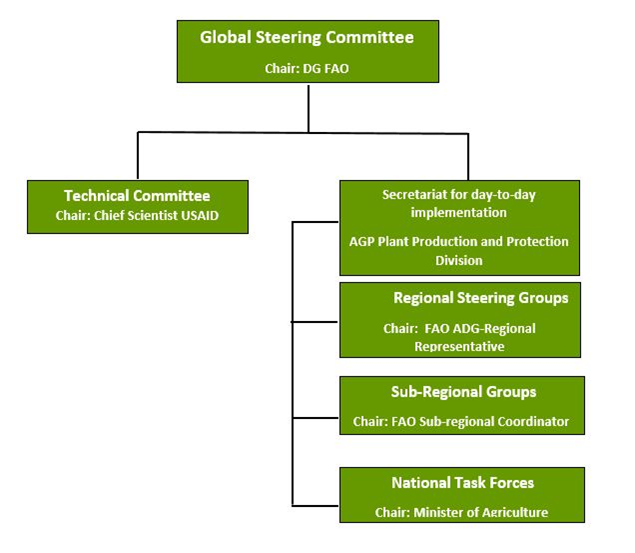 Global Steering Committee
Chair: DG FAO
Technical Committee
Chair: Chief Scientist USAID
Secretariat for day-to-day
implementation
AGP Plant Production and Protection
Division
Regional Steering Groups
Chair: FAO ADG-Regional
Representative
Sub-Regional Groups
Chair: FAO Sub-regional Coordinator
National Task Forces
Chair: Minister of Agriculture